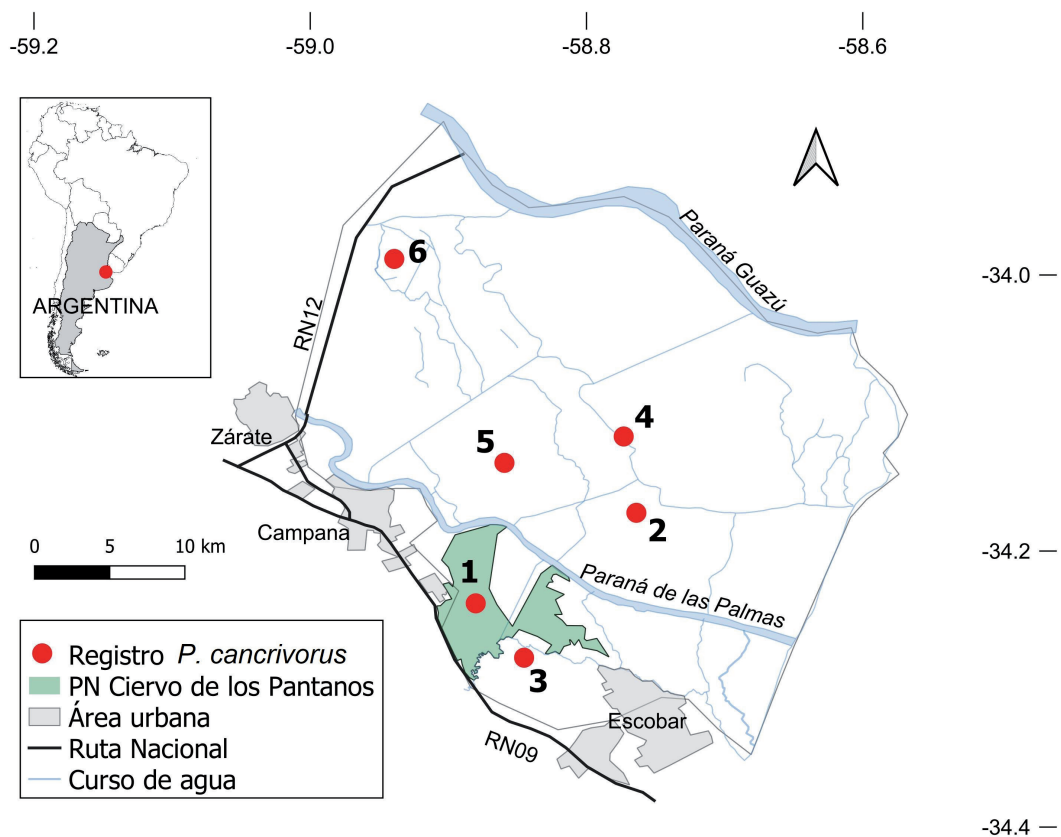 -59.2
-59.0
-58.8
-58.6
ARGENTINA
Paraná Guazú
6
-34.0
RN12
4
Zárate
5
2
Campana
0 5 10 km
-34.2
1
Paraná de las Palmas
3
Registro P. cancrivorus
PN Ciervo de los Pantanos
Área urbana
Ruta Nacional
Curso de agua
Escobar
RN09
-34.4